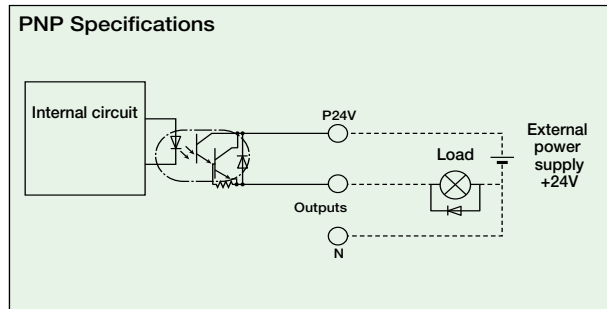 PNP Specifications
Internal circuit
P24V
Load
External
power
supply
+24V
Outputs
N